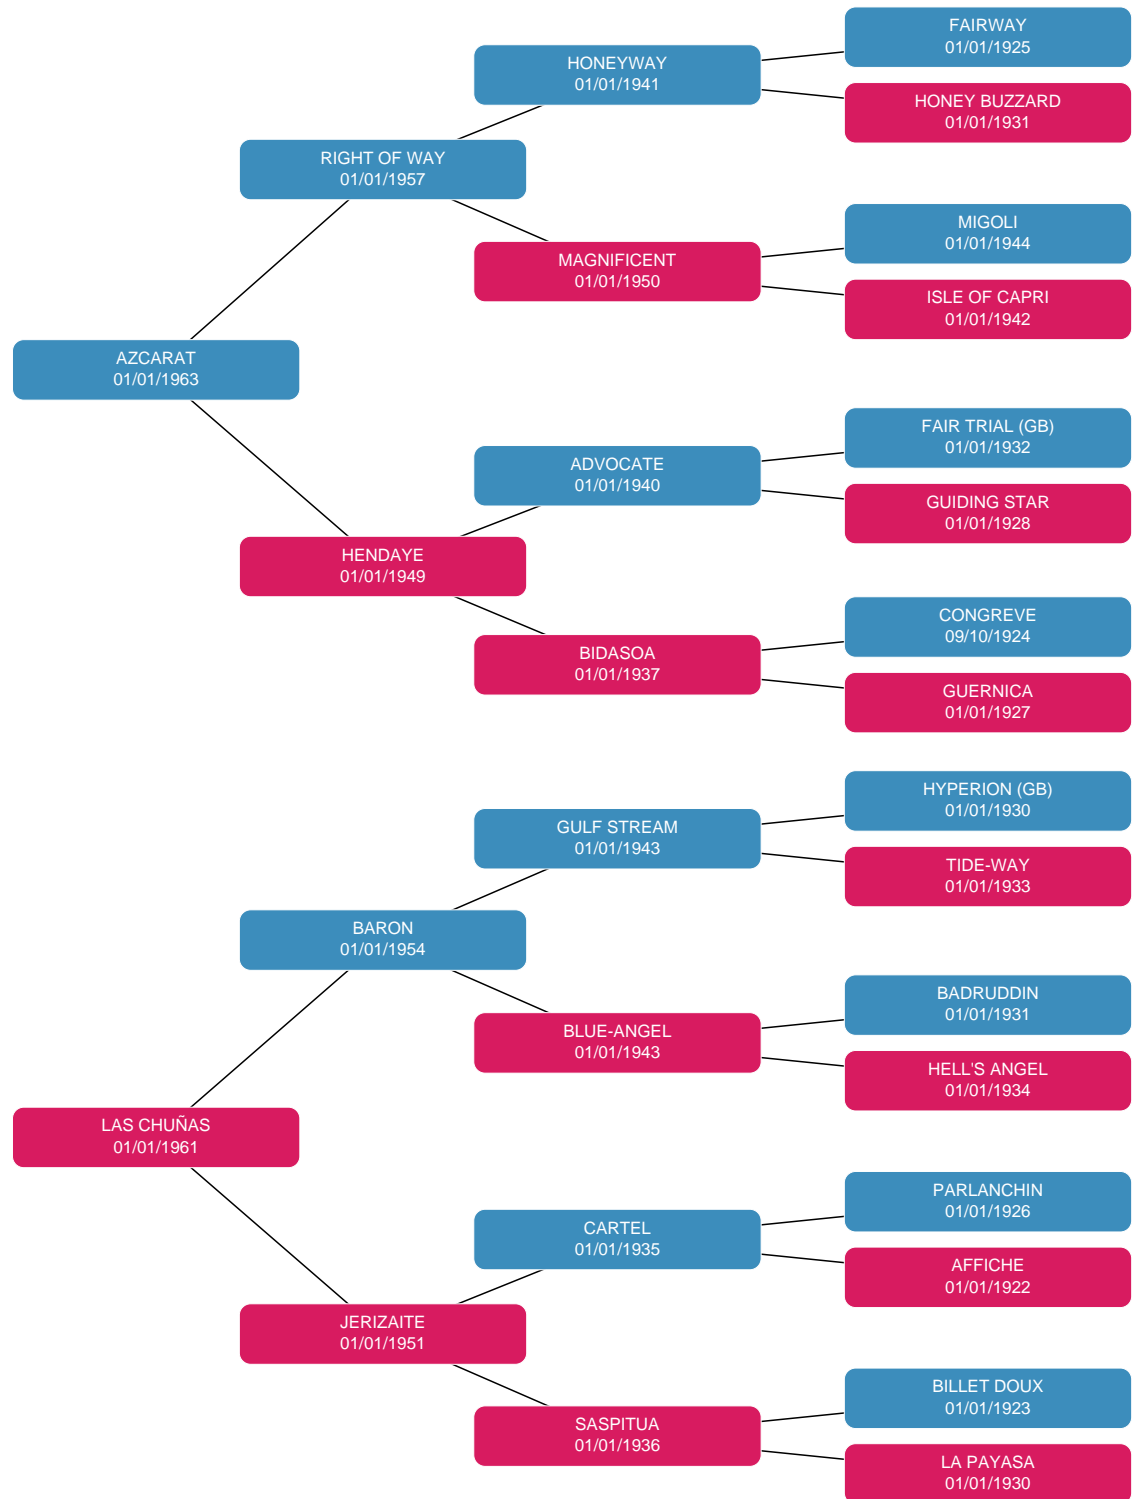 FAIRWAY
01/01/1925
HONEYWAY
01/01/1941
HONEY BUZZARD
01/01/1931
RIGHT OF WAY
01/01/1957
MIGOLI
01/01/1944
MAGNIFICENT
01/01/1950
ISLE OF CAPRI
01/01/1942
AZCARAT
01/01/1963
FAIR TRIAL (GB)
01/01/1932
ADVOCATE
01/01/1940
GUIDING STAR
01/01/1928
HENDAYE
01/01/1949
CONGREVE
09/10/1924
BIDASOA
01/01/1937
GUERNICA
01/01/1927
HYPERION (GB)
01/01/1930
GULF STREAM
01/01/1943
TIDE-WAY
01/01/1933
BARON
01/01/1954
BADRUDDIN
01/01/1931
BLUE-ANGEL
01/01/1943
HELL'S ANGEL
01/01/1934
LAS CHUÑAS
01/01/1961
PARLANCHIN
01/01/1926
CARTEL
01/01/1935
AFFICHE
01/01/1922
JERIZAITE
01/01/1951
BILLET DOUX
01/01/1923
SASPITUA
01/01/1936
LA PAYASA
01/01/1930